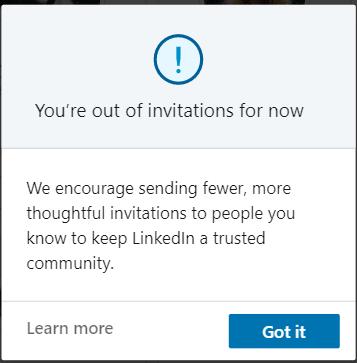 You're out of invitations for now
We encourage sending fewer, more
thoughtful invitations to people you
know to keep LinkedIn a trusted
community.
Learn more
Got it